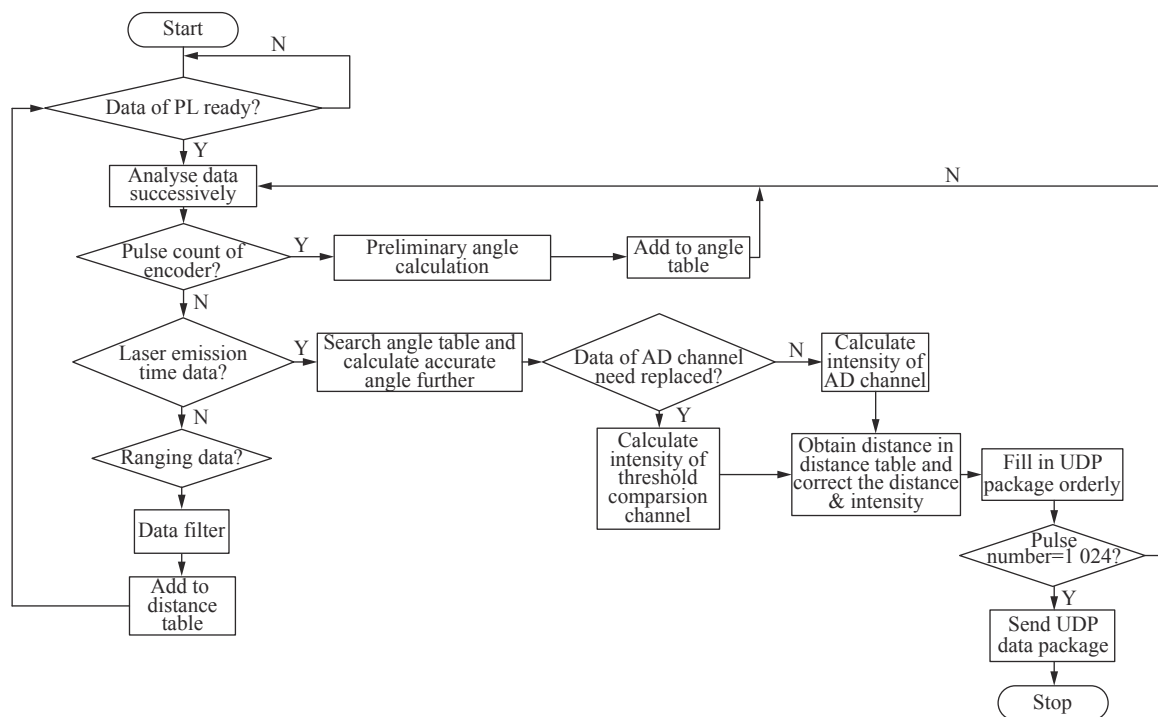 Start
N
Data of PL ready?
Y
Analyse data
successively
N
Pulse count of
encoder?
Y
Preliminary angle
calculation
Add to angle
table
N
Laser emission
time data?
Y
Search angle table and
calculate accurate
angle further
Data of AD channel
need replaced?
N
Calculate
intensity of
AD channel
Y
N
Ranging data?
Calculate
intensity of
threshold
comparsion
channel
Obtain distance in
distance table and
correct the distance
& intensity
Fill in UDP
package orderly
Data filter
Pulse
number=1 024?
Add to
distance
table
Y
Send UDP
data package
Stop